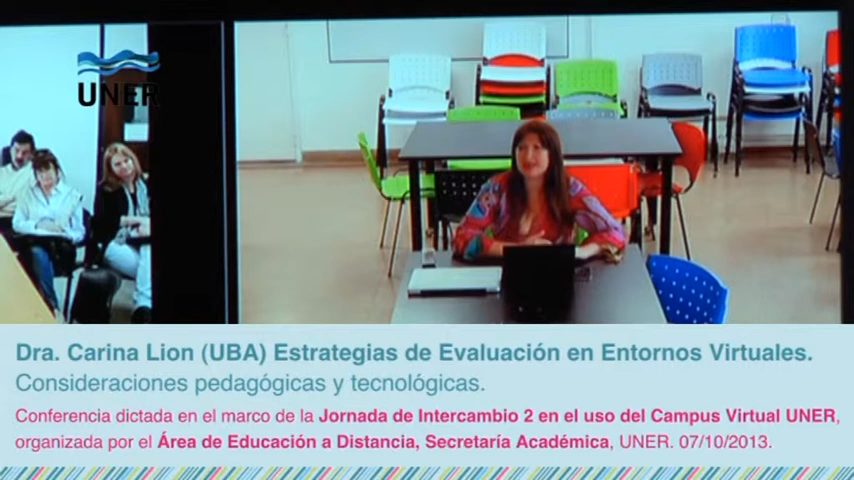 UNER
Dra. Carina Lion (UBA) Estrategias de Evaluación en Entornos Virtuales.
Consideraciones pedagógicas y tecnológicas.
Conferencia dictada en el marco de la Jornada de Intercambio 2 en el uso del Campus Virtual UNER,
organizada por el Área de Educación a Distancia, Secretaría Académica, UNER. 07/10/2013.